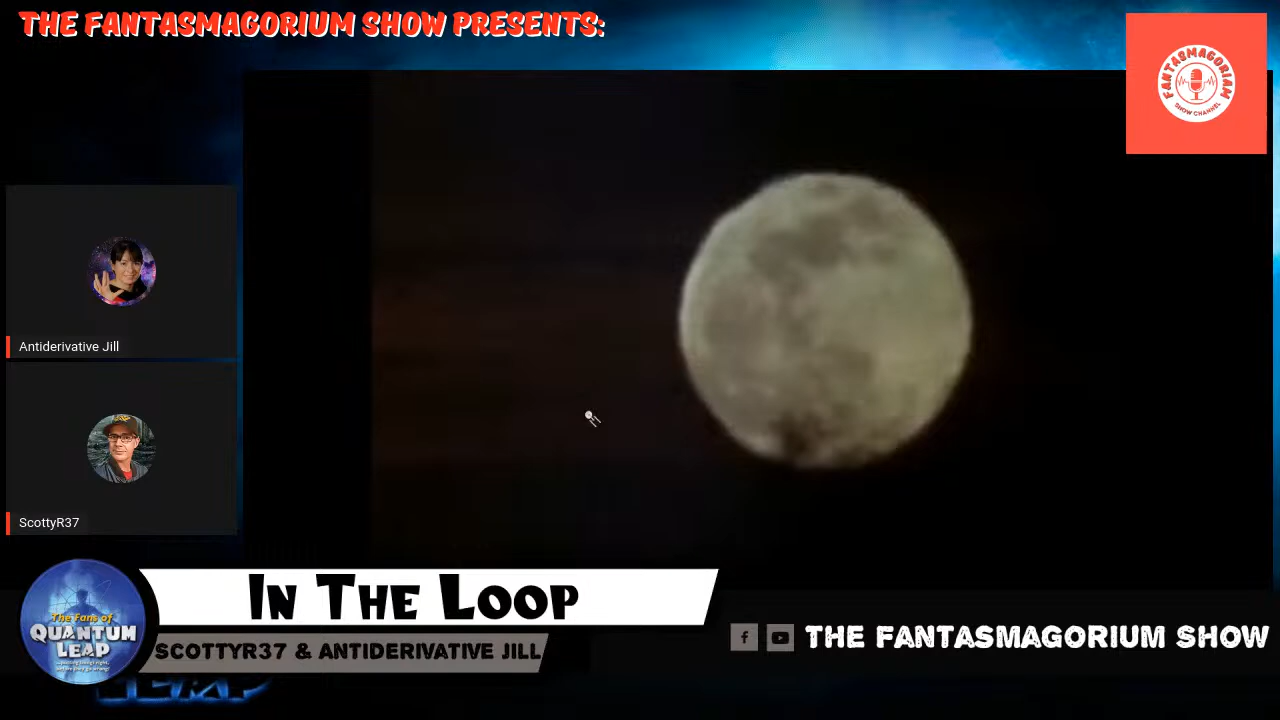 THE FANTASMAGORIUM SHOW PRESENTS:
FANTASMAGORIAM
SHOW CHANNEL
Antiderivative Jill
ScottyR37
The Fans of
QUANTUM
LEAP
IN THE LOOP
SCOTTYR37 & ANTIDERIVATIVE JILL
THE FANTASMAGORIUM SHOW